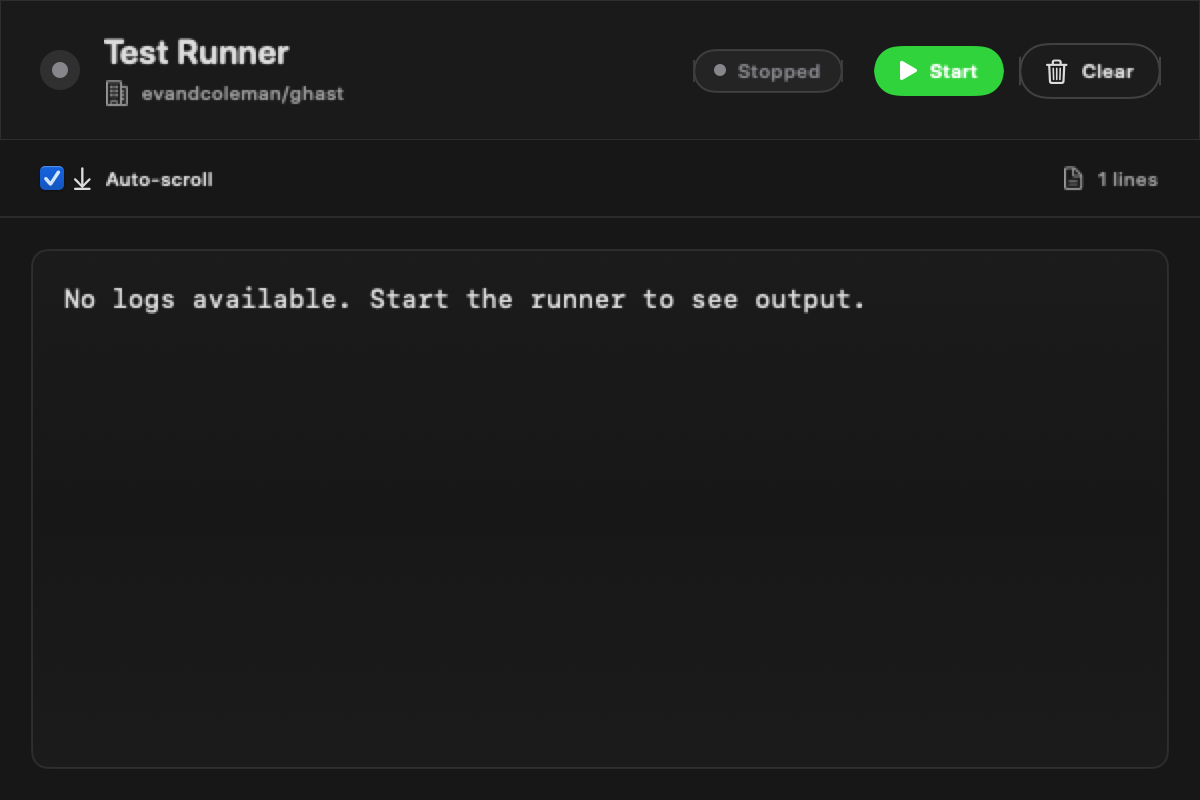 Test Runner
evandcoleman/ghast
Stopped
Start
Clear
Auto-scroll
1 lines
No logs available. Start the runner to see output.